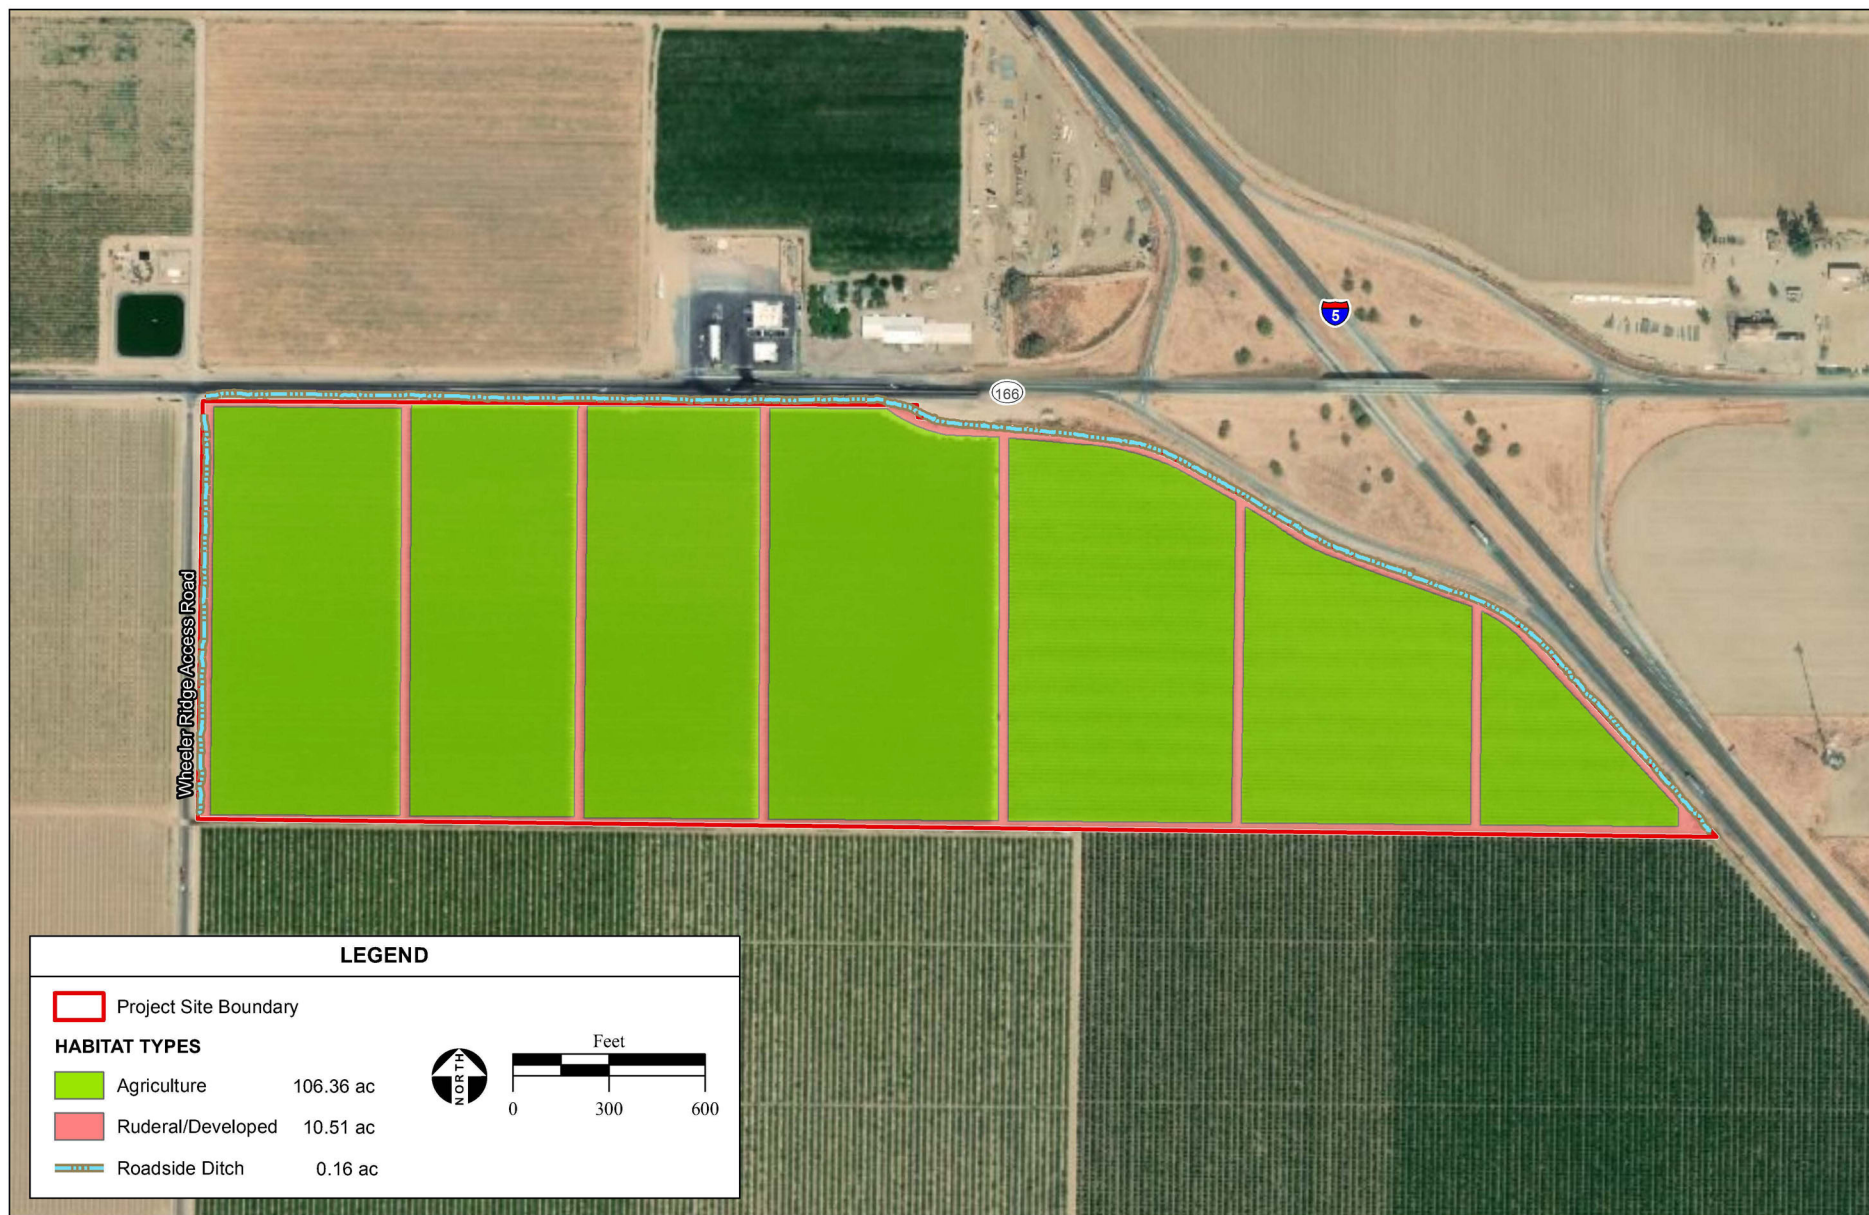 5
166
Wheeler Ridge Access Road
LEGEND
Project Site Boundary
HABITAT TYPES
Agriculture 106.36 ac
Ruderal/Developed 10.51 ac
Roadside Ditch 0.16 ac
NORTH
Feet
0 300 600